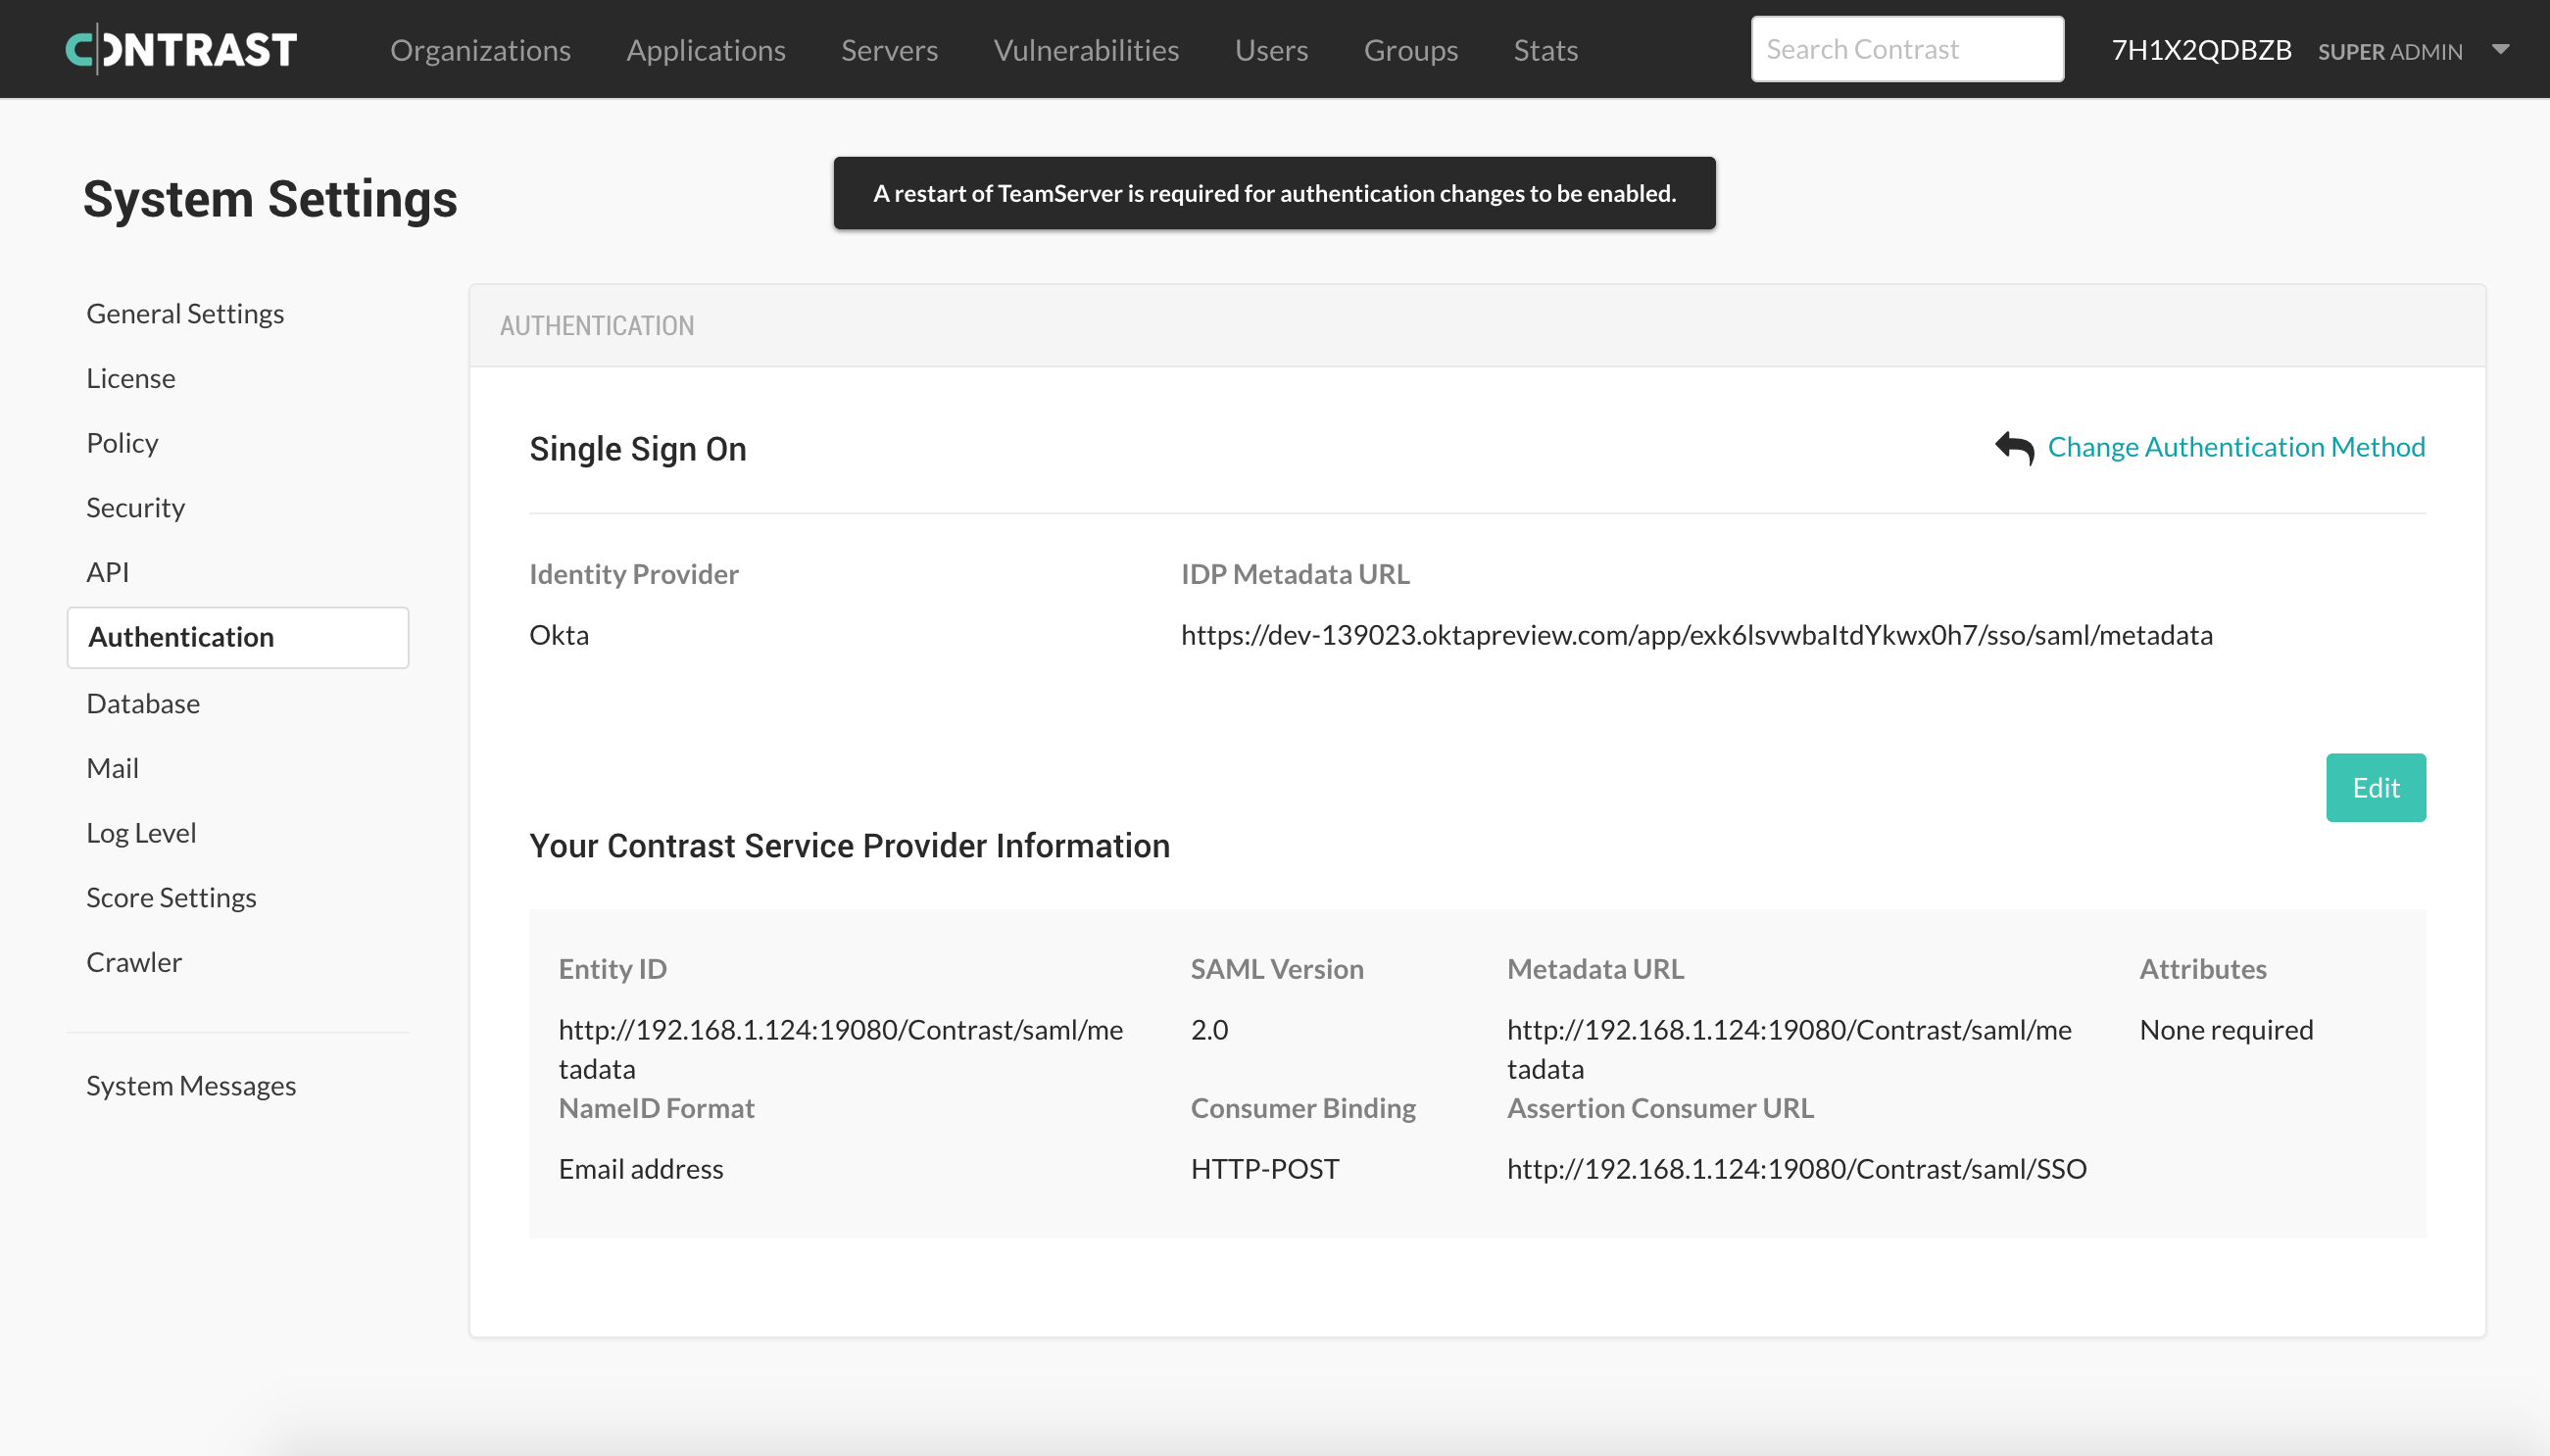 CONTRAST
Organizations
Applications
Servers
Vulnerabilities
Users
Groups
Stats
Search Contrast
7H1X2QDBZB
SUPER ADMIN
System Settings
A restart of TeamServer is required for authentication changes to be enabled.
General Settings
License
Policy
Security
API
Authentication
Database
Mail
Log Level
Score Settings
Crawler
System Messages
AUTHENTICATION
Single Sign On
Change Authentication Method
Identity Provider
Okta
IDP Metadata URL
https://dev-139023.oktapreview.com/app/exk6lsvwbaItdYkwx0h7/sso/saml/metadata
Edit
Your Contrast Service Provider Information
Entity ID
http://192.168.1.124:19080/Contrast/saml/me
tadata
SAML Version
2.0
Metadata URL
http://192.168.1.124:19080/Contrast/saml/me
tadata
Attributes
None required
NameID Format
Email address
Consumer Binding
HTTP-POST
Assertion Consumer URL
http://192.168.1.124:19080/Contrast/saml/SSO